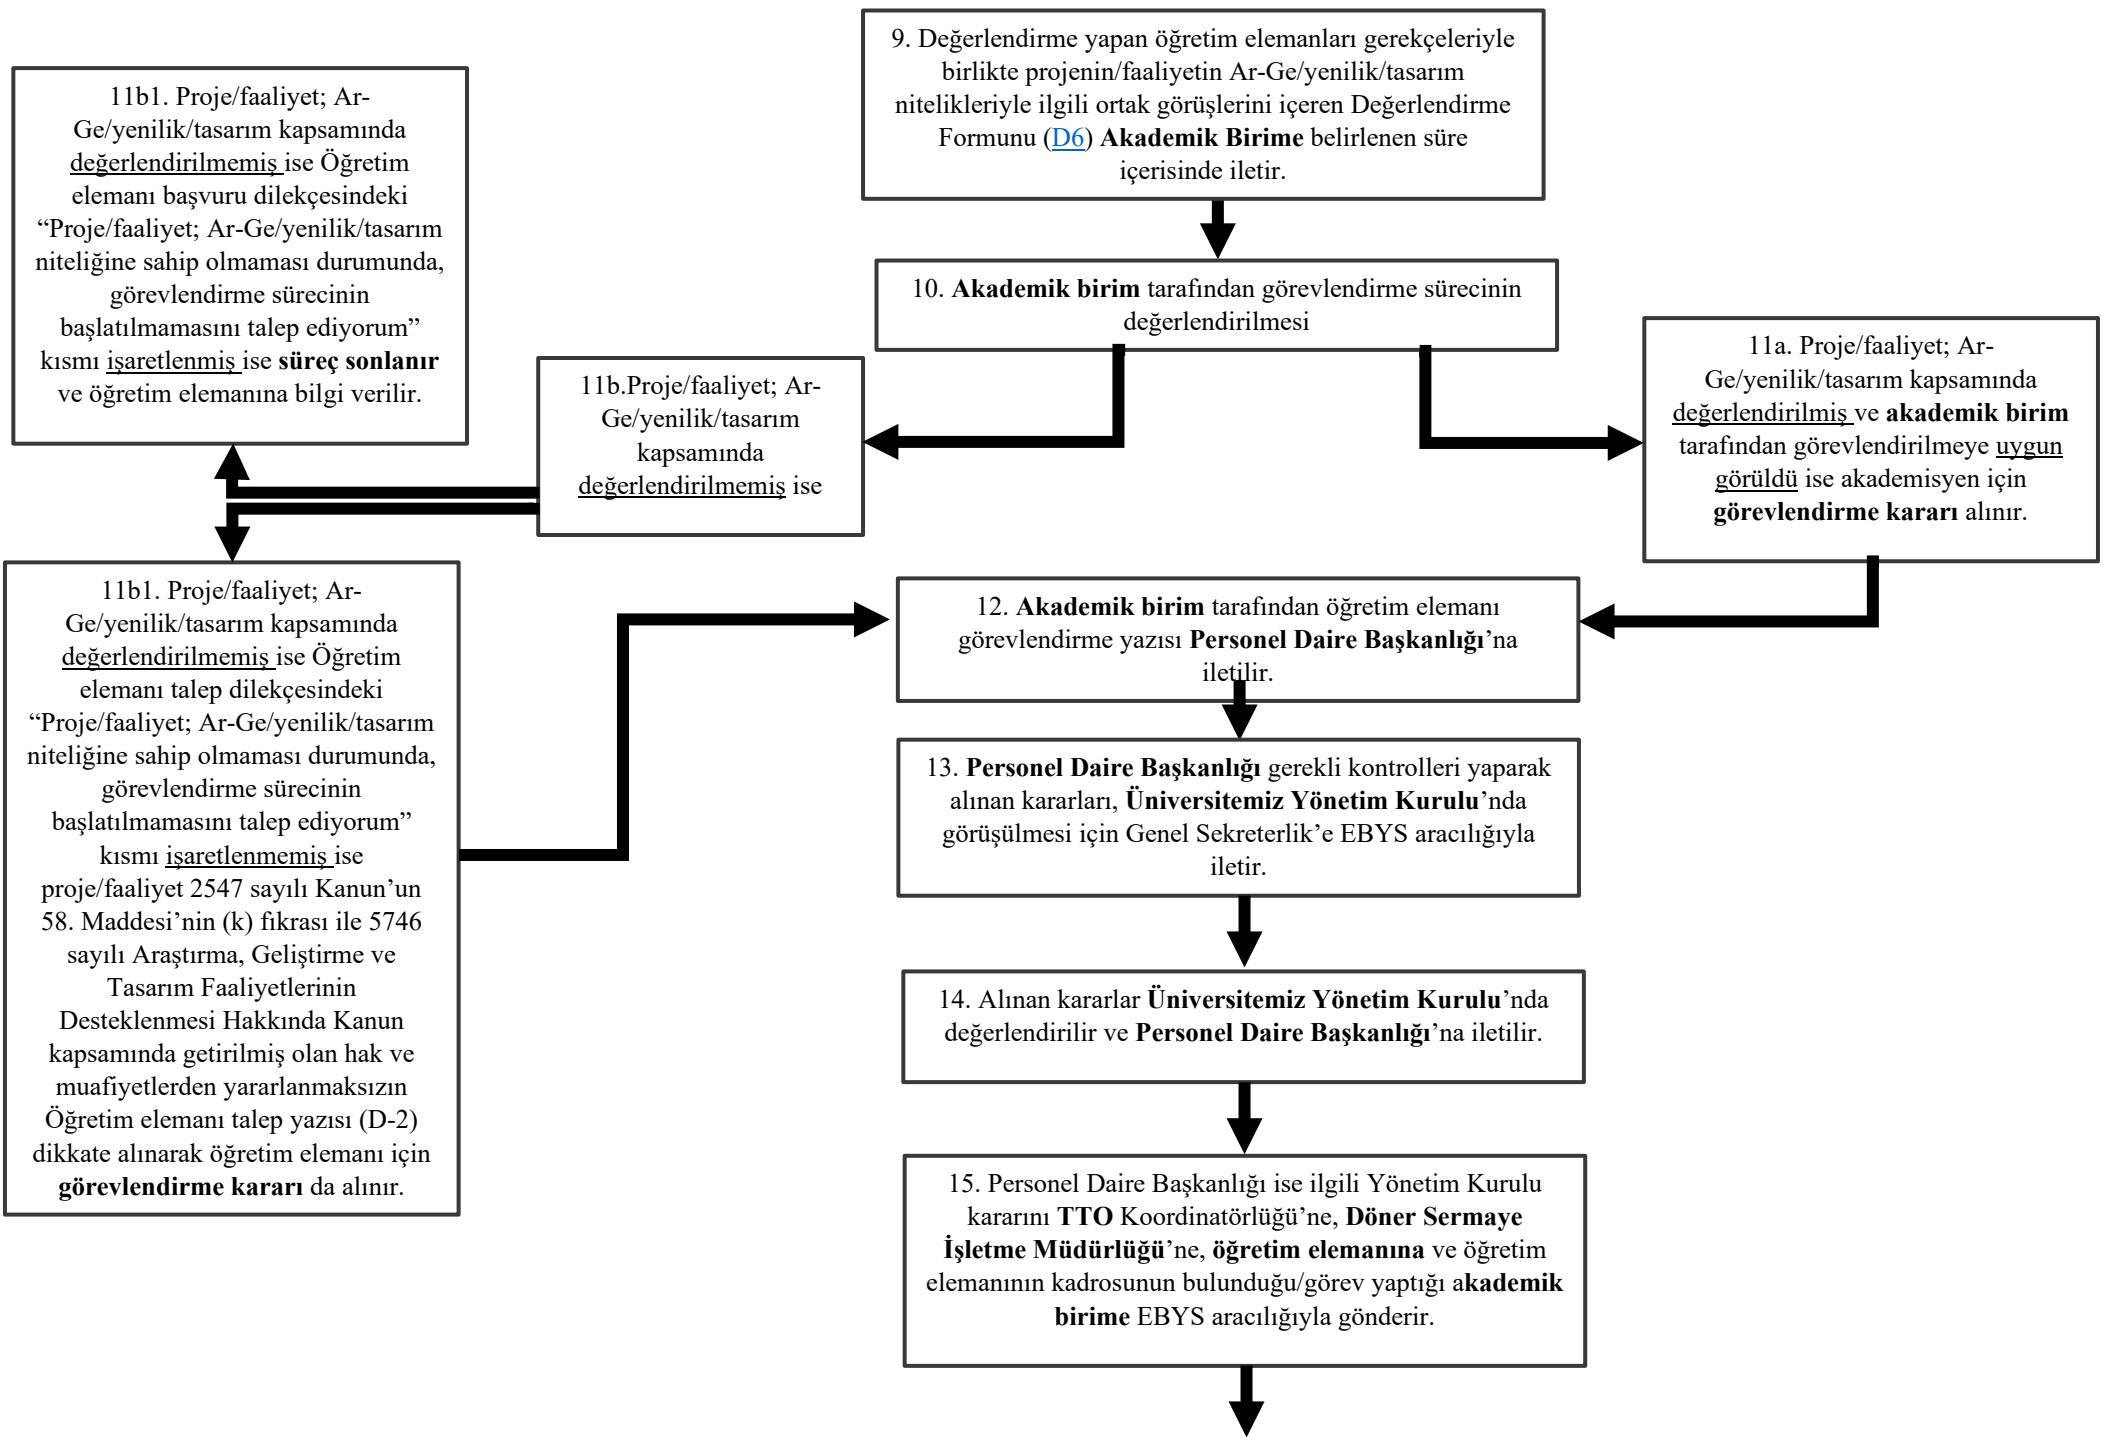 9. Değerlendirme yapan öğretim elemanları gerekçeleriyle
birlikte projenin/faaliyetin Ar-Ge/yenilik/tasarım
nitelikleriyle ilgili ortak görüşlerini içeren Değerlendirme
Formunu (D6) Akademik Birime belirlenen süre
içerisinde iletir.
10. Akademik birim tarafından görevlendirme sürecinin
değerlendirilmesi
11a. Proje/faaliyet; Ar-
Ge/yenilik/tasarım kapsamında
değerlendirilmiş ve akademik birim
tarafından görevlendirilmeye uygun
görüldü ise akademisyen için
görevlendirme kararı alınır.
11b.Proje/faaliyet; Ar-
Ge/yenilik/tasarım
kapsamında
değerlendirilmemiş ise
11b1. Proje/faaliyet; Ar-
Ge/yenilik/tasarım kapsamında
değerlendirilmemiş ise Öğretim
elemanı başvuru dilekçesindeki
“Proje/faaliyet; Ar-Ge/yenilik/tasarım
niteliğine sahip olmaması durumunda,
görevlendirme sürecinin
başlatılmamasını talep ediyorum”
kısmı işaretlenmiş ise süreç sonlanır
ve öğretim elemanına bilgi verilir.
11b1. Proje/faaliyet; Ar-
Ge/yenilik/tasarım kapsamında
değerlendirilmemiş ise Öğretim
elemanı talep dilekçesindeki
“Proje/faaliyet; Ar-Ge/yenilik/tasarım
niteliğine sahip olmaması durumunda,
görevlendirme sürecinin
başlatılmamasını talep ediyorum”
kısmı işaretlenmemiş ise
proje/faaliyet 2547 sayılı Kanun’un
58. Maddesi’nin (k) fıkrası ile 5746
sayılı Araştırma, Geliştirme ve
Tasarım Faaliyetlerinin
Desteklenmesi Hakkında Kanun
kapsamında getirilmiş olan hak ve
muafiyetlerden yararlanmaksızın
Öğretim elemanı talep yazısı (D-2)
dikkate alınarak öğretim elemanı için
görevlendirme kararı da alınır.
12. Akademik birim tarafından öğretim elemanı
görevlendirme yazısı Personel Daire Başkanlığı’na
iletilir.
13. Personel Daire Başkanlığı gerekli kontrolleri yaparak
alınan kararları, Üniversitemiz Yönetim Kurulu’nda
görüşülmesi için Genel Sekreterlik’e EBYS aracılığıyla
iletir.
14. Alınan kararlar Üniversitemiz Yönetim Kurulu’nda
değerlendirilir ve Personel Daire Başkanlığı’na iletilir.
15. Personel Daire Başkanlığı ise ilgili Yönetim Kurulu
kararını TTO Koordinatörlüğü’ne, Döner Sermaye
İşletme Müdürlüğü’ne, öğretim elemanına ve öğretim
elemanının kadrosunun bulunduğu/görev yaptığı akademik
birime EBYS aracılığıyla gönderir.